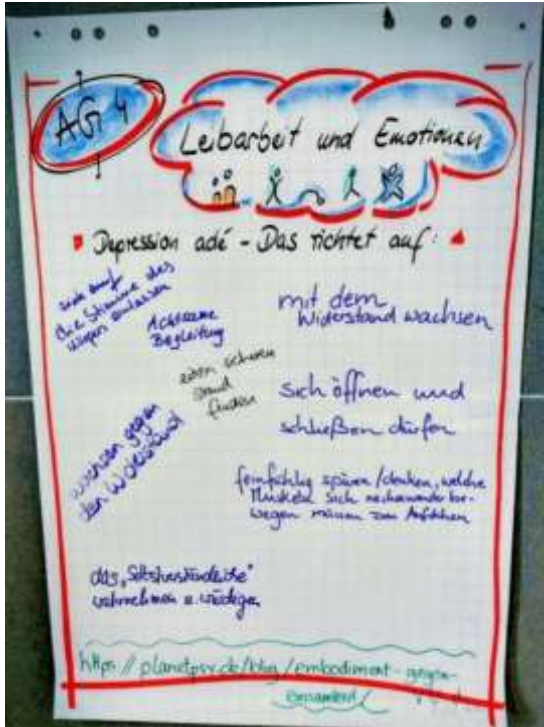 AG 4
Leibarbeit und Emotionen
Depression adé - Das richtet auf:
sich auf
die Stimme des
einlassen
Achtsame
Begleitung
mit dem
Widerstand wachsen
einen sicheren
Stand
finden
sich öffnen und
schließen dürfen
wachsen gegen
den Widerstand
feinfühlig spüren/denken, welche
Muskeln sich nacheinander be-
wegen müssen zum Aufstehen
das "Selbstverständliche"
wahrnehmen u. würdigen
https://planetpsy.de/blog/embodiment-gegen-